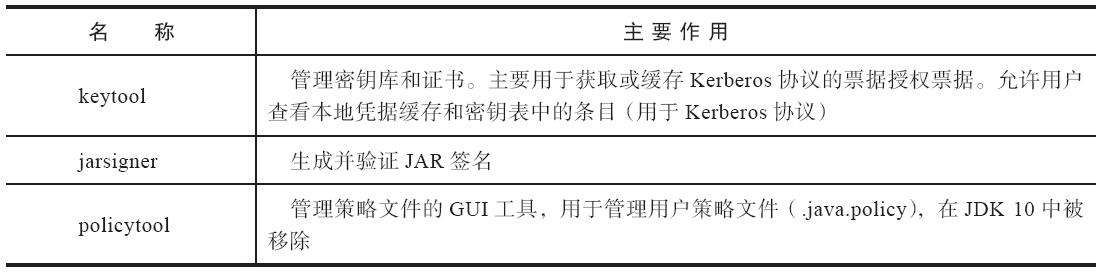 名 称 主要作用
管理密钥库和证书。主要用于获取或缓存 Kerberos 协议的票据授权票据。允许用户
keytool
查看本地凭据缓存和密钥表中的条目（用于 Kerberos 协议）
jarsigner 生成并验证 JAR 签名
管理策略文件的 GUI 工具，用于管理用户策略文件（.java.policy），在 JDK 10 中被
policytool
移除